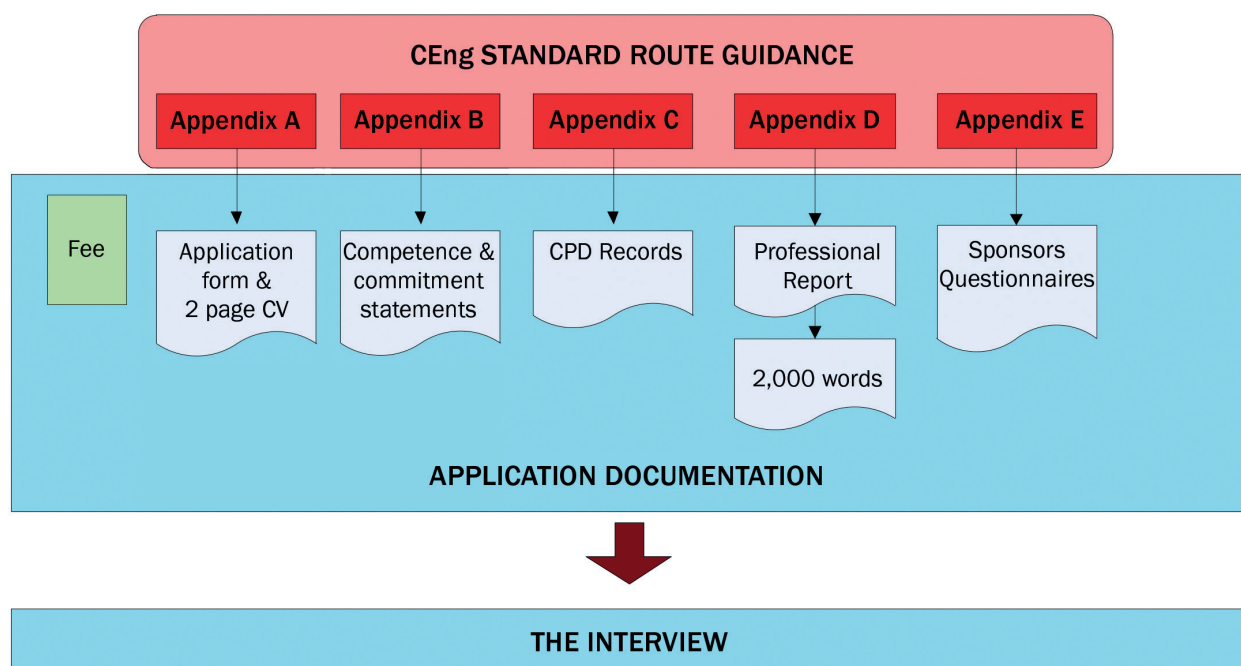 CEng STANDARD ROUTE GUIDANCE
Appendix A
Appendix B
Appendix C
Appendix D
Appendix E
Fee
Application
form &
2 page CV
Competence &
commitment
statements
CPD Records
Professional
Report
2,000 words
Sponsors
Questionnaires
APPLICATION DOCUMENTATION
THE INTERVIEW